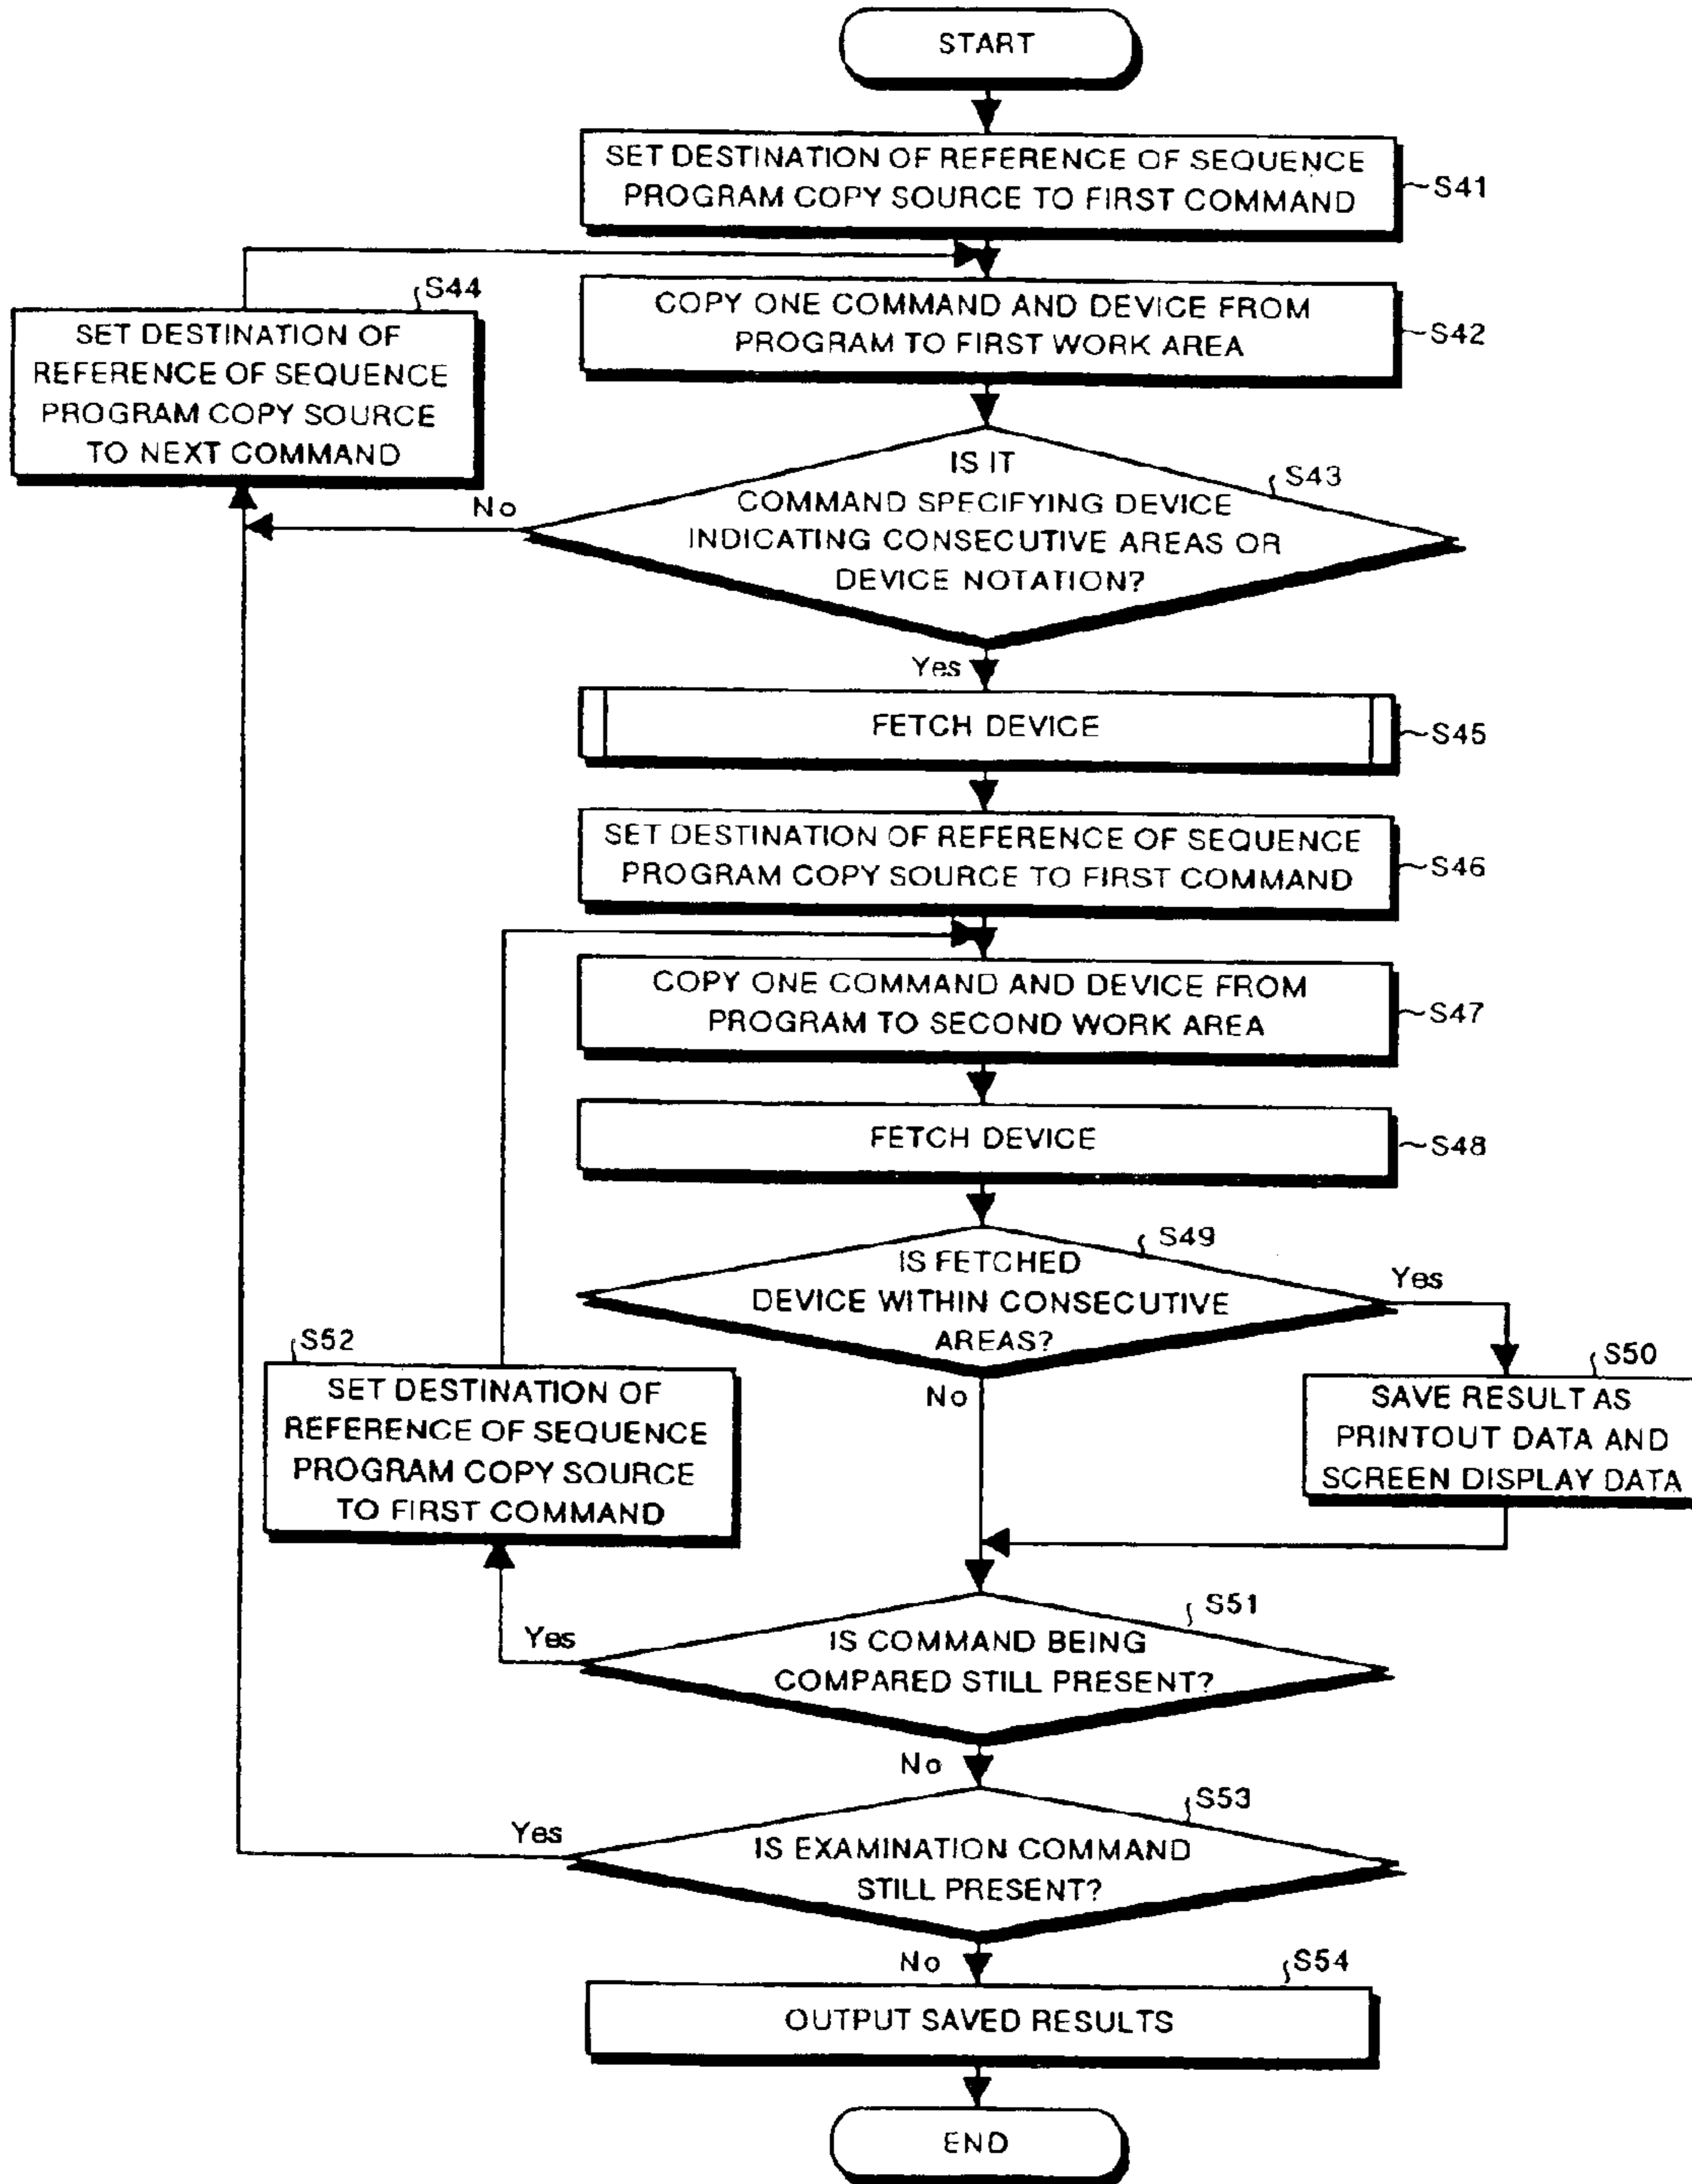 START
SET DESTINATION OF REFERENCE OF SEQUENCE
PROGRAM COPY SOURCE TO FIRST COMMAND
S41
S44
SET DESTINATION OF
REFERENCE OF SEQUENCE
PROGRAM COPY SOURCE
TO NEXT COMMAND
COPY ONE COMMAND AND DEVICE FROM
PROGRAM TO FIRST WORK AREA
S42
No
IS IT
COMMAND SPECIFYING DEVICE
INDICATING CONSECUTIVE AREAS OR
DEVICE NOTATION?
S43
Yes
FETCH DEVICE
S45
SET DESTINATION OF REFERENCE OF SEQUENCE
PROGRAM COPY SOURCE TO FIRST COMMAND
S46
COPY ONE COMMAND AND DEVICE FROM
PROGRAM TO SECOND WORK AREA
S47
FETCH DEVICE
S48
S49
IS FETCHED
DEVICE WITHIN CONSECUTIVE
AREAS?
Yes
No
S50
SAVE RESULT AS
PRINTOUT DATA AND
SCREEN DISPLAY DATA
S52
SET DESTINATION OF
REFERENCE OF SEQUENCE
PROGRAM COPY SOURCE
TO FIRST COMMAND
S51
Yes
IS COMMAND BEING
COMPARED STILL PRESENT?
No
S53
Yes
IS EXAMINATION COMMAND
STILL PRESENT?
No
S54
OUTPUT SAVED RESULTS
END